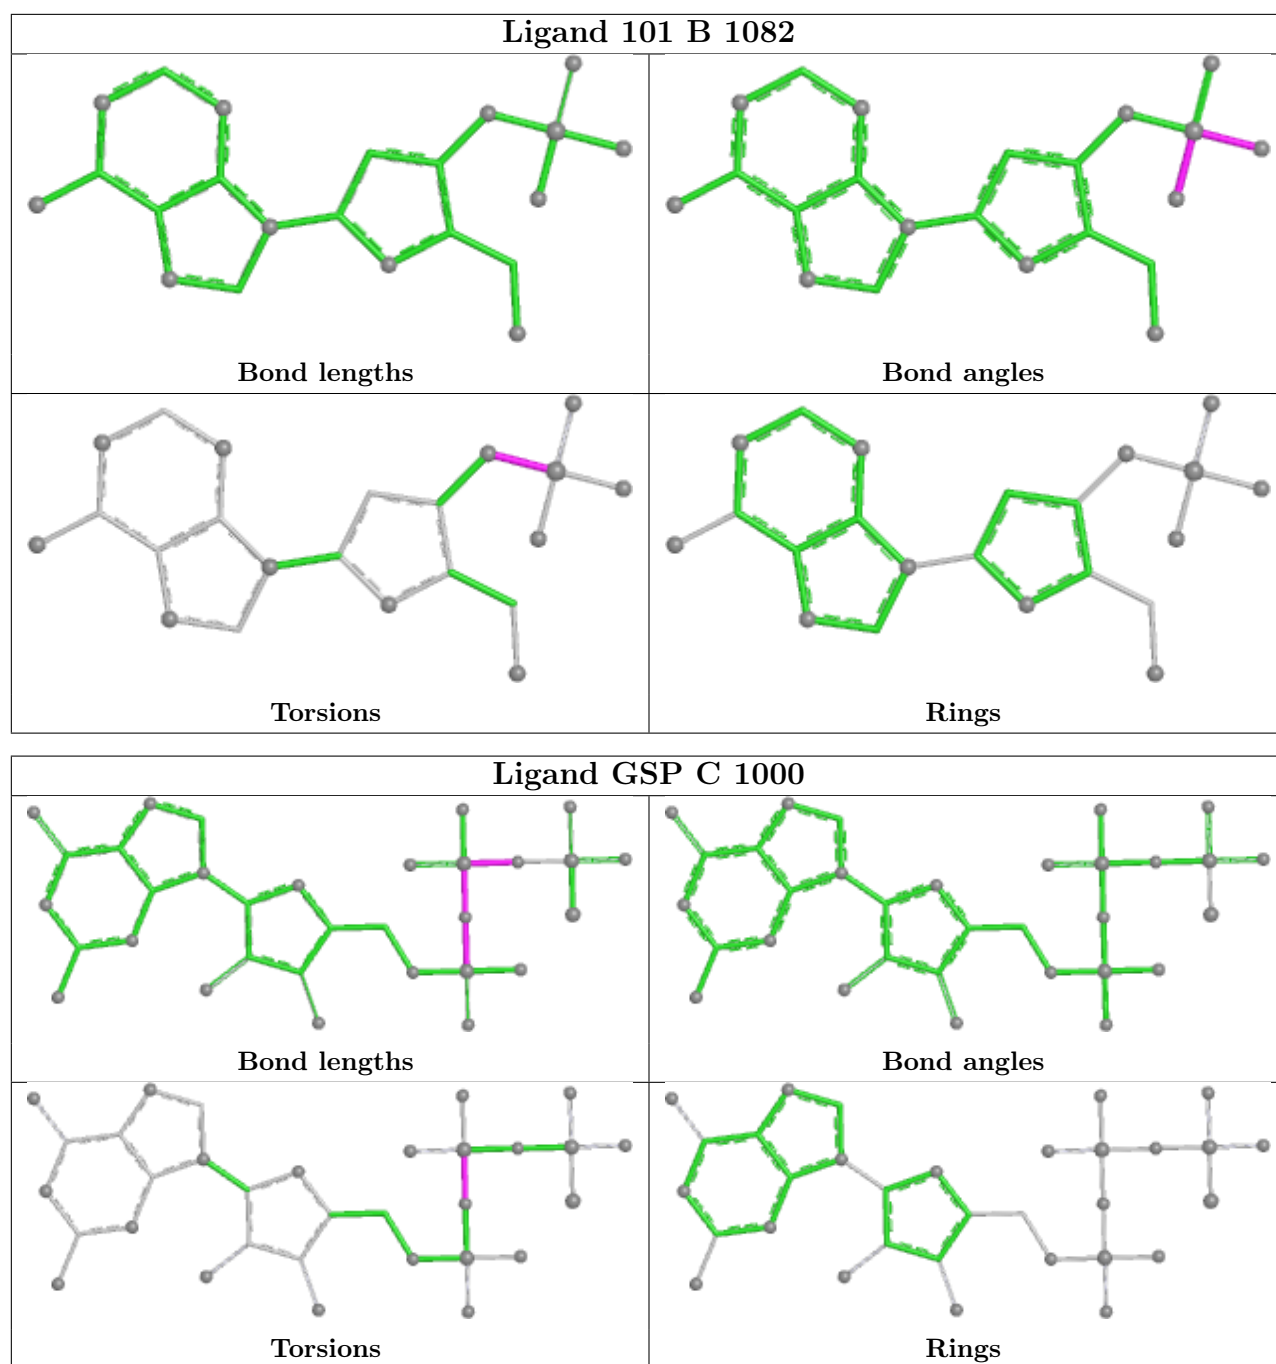 Ligand 101 B 1082
Bond lengths
Bond angles
Torsions
Rings
Ligand GSP C 1000
Bond lengths
Bond angles
Torsions
Rings